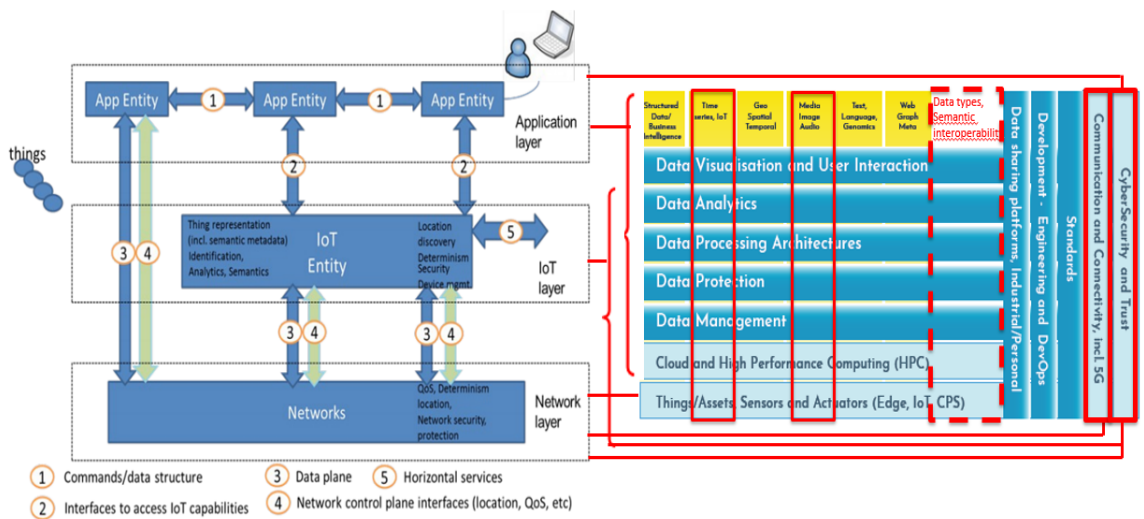 App Entity
1
App Entity
1
App Entity
Application
layer
things
2
2
Thing representation
(incl. semantic metadata)
Identification,
Analytics, Semantics
IoT
Entity
Location
discovery
Determinism
Security
Device mgmt
5
IoT
layer
3
4
3
4
3
4
Networks
QoS, Determinism
location,
Network security,
protection
Network
layer
1 Commands/data structure
2 Interfaces to access IoT capabilities
3 Data plane
4 Network control plane interfaces (location, QoS, etc)
5 Horizontal services
Structured
Data/
Business
Intelligence
Time
series, IoT
Geo
Spatial
Temporal
Media
Image
Audio
Text,
Language,
Genomics
Web
Graph
Meta
Data types,
Semantic
interoperabilit
Data Visualisation and User Interaction
Data Analytics
Data Processing Architectures
Data Protection
Data Management
Cloud and High Performance Computing (HPC)
Things/Assets, Sensors and Actuators (Edge, IoT, CPS)
Data sharing platforms, Industrial/Personal
Development - Engineering and DevOps
Standards
Communication and Connectivity, incl. 5G
CyberSecurity and Trust